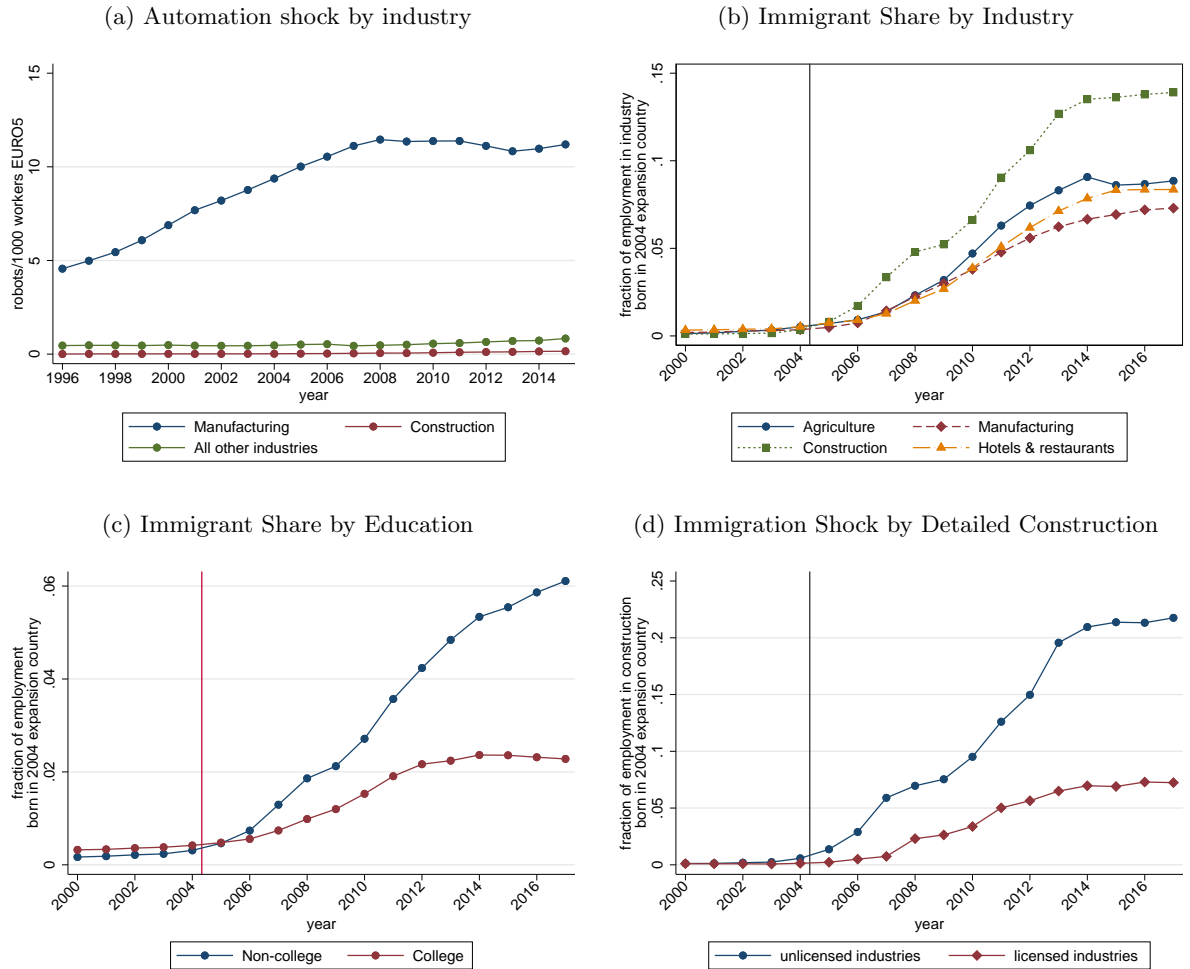 (a) Automation shock by industry
robots/1000 workers EURO5
15
10
5
0
1996 1998 2000 2002 2004 2006 2008 2010 2012 2014
year
Manufacturing Construction
All other industries
(b) Immigrant Share by Industry
fraction of employment in industry
born in 2004 expansion country
.15
.1
.05
0
2000 2002 2004 2006 2008 2010 2012 2014 2016
year
Agriculture Manufacturing
Construction Hotels & restaurants
(c) Immigrant Share by Education
fraction of employment
born in 2004 expansion country
.06
.04
.02
0
2000 2002 2004 2006 2008 2010 2012 2014 2016
year
Non-college College
(d) Immigration Shock by Detailed Construction
fraction of employment in construction
born in 2004 expansion country
.25
.2
.15
.1
.05
0
2000 2002 2004 2006 2008 2010 2012 2014 2016
year
unlicensed industries licensed industries